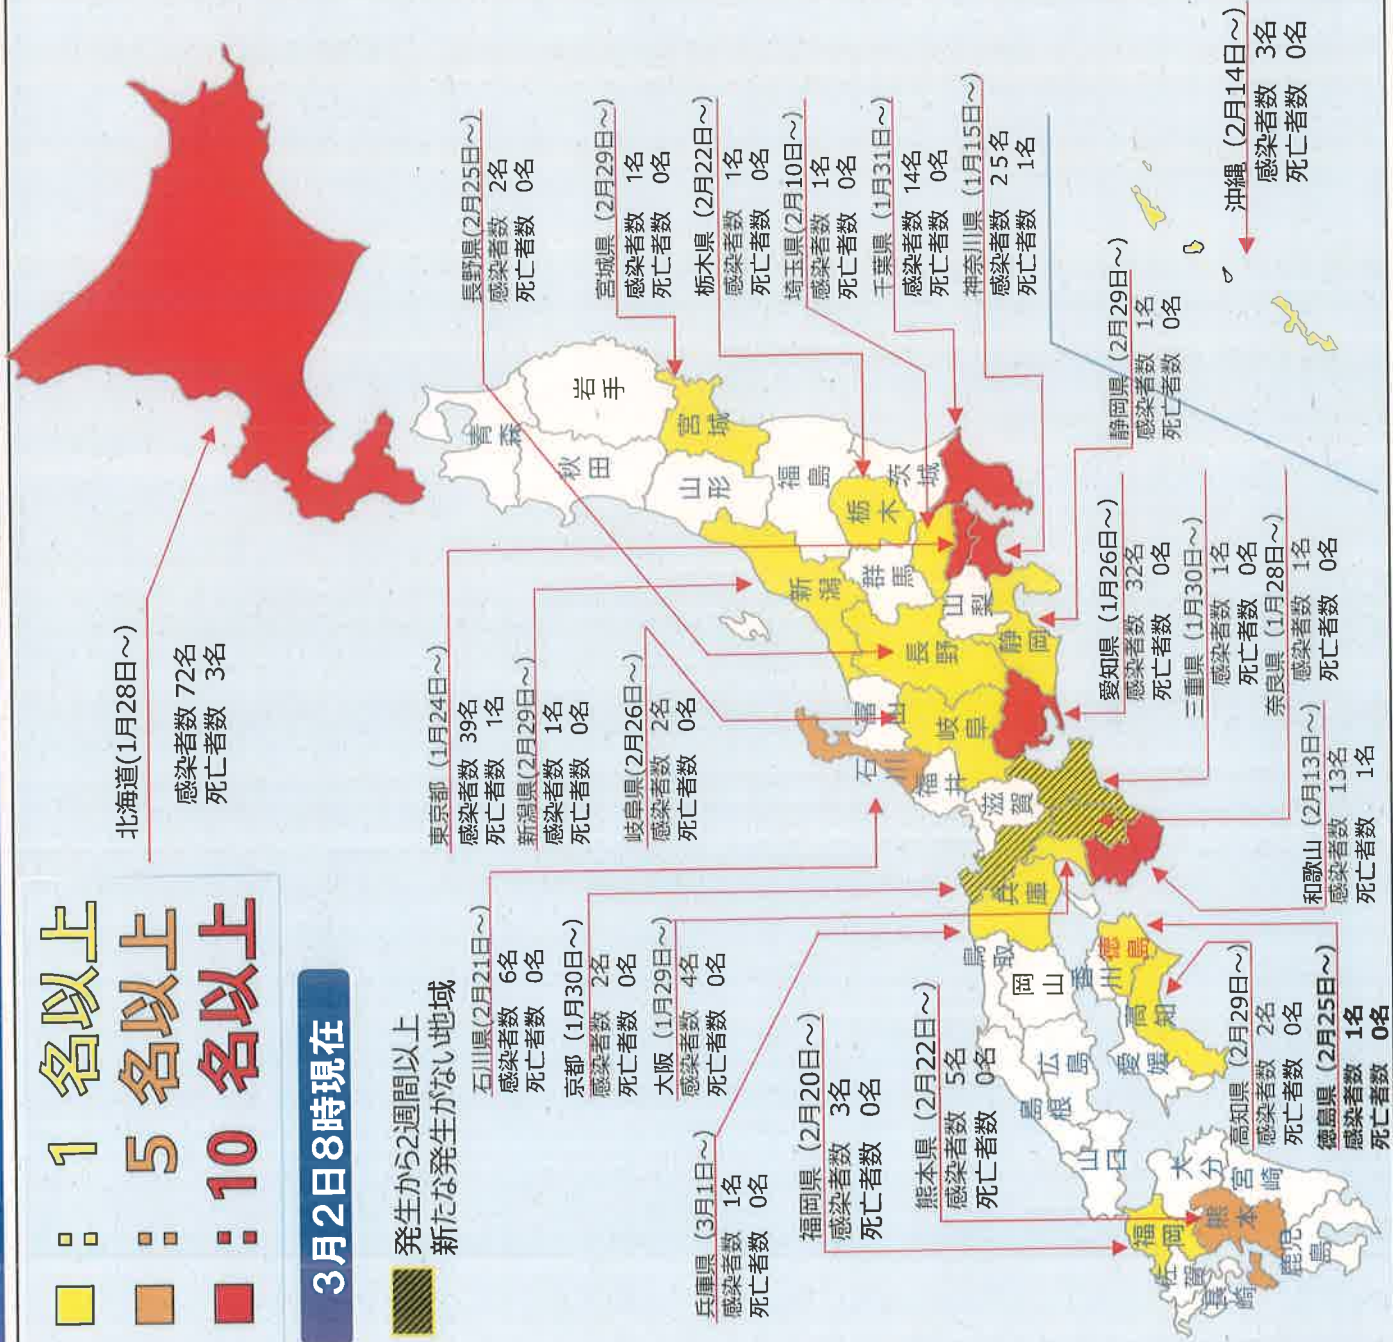 ：１ 名以上
：５ 名以上
：10 名以上
3月2日8時現在
発生から2週間以上
新たな発生がない地域
北海道(1月28日～)
感染者数 72名
死亡者数 3名
東京都（1月24日～）
感染者数 39名
死亡者数 1名
新潟県(2月29日～)
感染者数 1名
死亡者数 0名
岐阜県(2月26日～)
感染者数 2名
死亡者数 0名
長野県(2月25日～)
感染者数 2名
死亡者数 0名
宮城県（2月29日～）
感染者数 1名
死亡者数 0名
栃木県（2月22日～）
感染者数 1名
死亡者数 0名
埼玉県(2月10日～)
感染者数 1名
死亡者数 0名
千葉県（1月31日～）
感染者数 14名
死亡者数 0名
神奈川県（1月15日～）
感染者数 25名
死亡者数 1名
石川県(2月21日～)
感染者数 6名
死亡者数 0名
京都（1月30日～）
感染者数 2名
死亡者数 0名
大阪（1月29日～）
感染者数 4名
死亡者数 0名
兵庫県（3月1日～）
感染者数 1名
死亡者数 0名
福岡県（2月20日～）
感染者数 3名
死亡者数 0名
熊本県（2月22日～）
感染者数 5名
死亡者数 0名
高知県（2月29日～）
感染者数 2名
死亡者数 0名
徳島県（2月25日～）
感染者数 1名
死亡者数 0名
和歌山（2月13日～）
感染者数 13名
死亡者数 1名
愛知県（1月26日～）
感染者数 32名
死亡者数 0名
三重県（1月30日～）
感染者数 1名
死亡者数 0名
奈良県（1月28日～）
感染者数 1名
死亡者数 0名
静岡県（2月29日～）
感染者数 1名
死亡者数 0名
沖縄（2月14日～）
感染者数 3名
死亡者数 0名
青森
岩手
秋田
宮城
山形
福島
栃木
茨城
群馬
新潟
山梨
長野
静岡
富山
岐阜
石川
福井
滋賀
兵庫
鳥取
岡山
香川
徳島
高知
愛媛
広島
島根
山口
福岡
大分
佐賀
長崎
熊本
宮崎
鹿児島